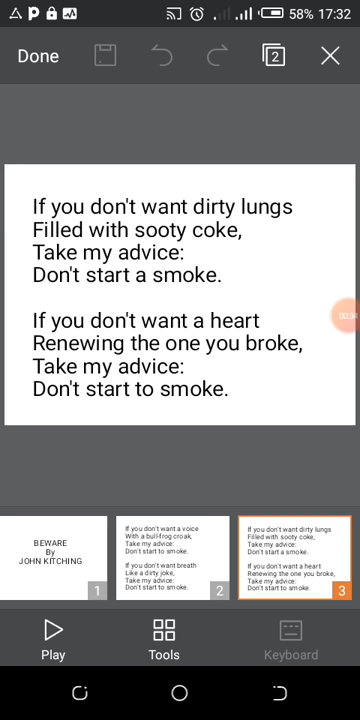 58% 17:32
Done
2
If you don't want dirty lungs
Filled with sooty coke,
Take my advice:
Don't start a smoke.
If you don't want a heart
Renewing the one you broke,
Take my advice:
Don't start to smoke.
00:34
BEWARE
By
JOHN KITCHING
1
If you don't want a voice
With a bull-frog croak,
Take my advice:
Don't start to smoke.
If you don't want breath
Like a dirty joke,
Take my advice:
Don't start to smoke.
2
If you don't want dirty lungs
Filled with sooty coke,
Take my advice:
Don't start a smoke.
If you don't want a heart
Renewing the one you broke,
Take my advice:
Don't start to smoke.
3
Play
Tools
Keyboard